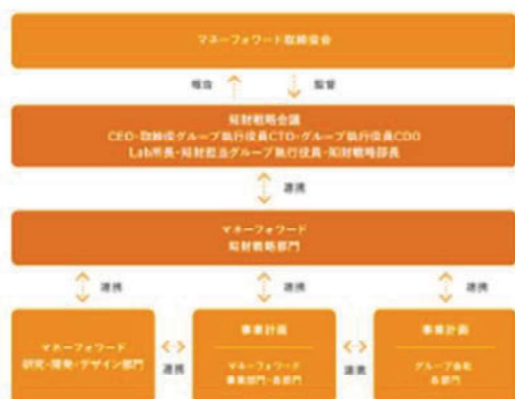 マネーフォワード取締役会
報告
監督
知財戦略会議
CEO・取締役グループ執行役員CTO・グループ執行役員CDO
Lab所長・知財担当グループ執行役員・知財戦略部長
連携
マネーフォワード
知財戦略部門
連携
連携
連携
マネーフォワード
研究・開発・デザイン部門
連携
事業計画
マネーフォワード
事業部門・各部門
連携
事業計画
グループ会社
各部門